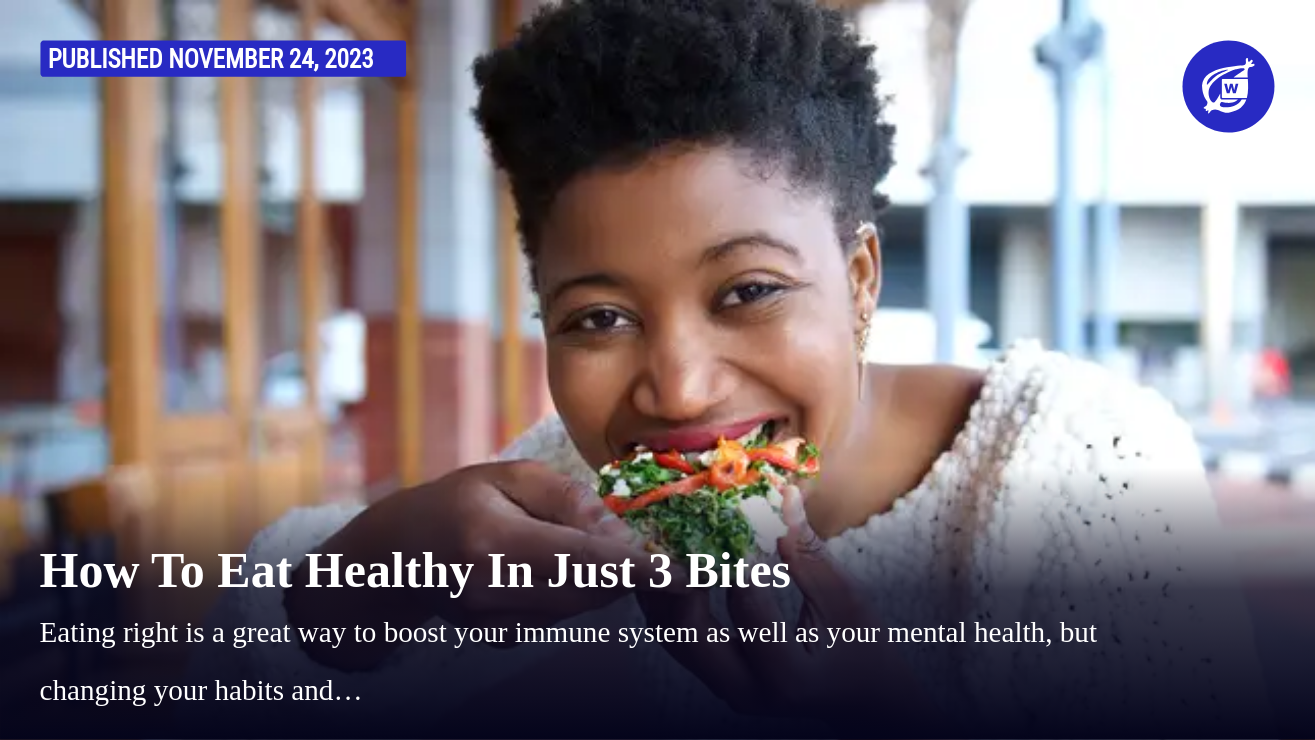 PUBLISHED NOVEMBER 24, 2023
W
How To Eat Healthy In Just 3 Bites
Eating right is a great way to boost your immune system as well as your mental health, but
changing your habits and…